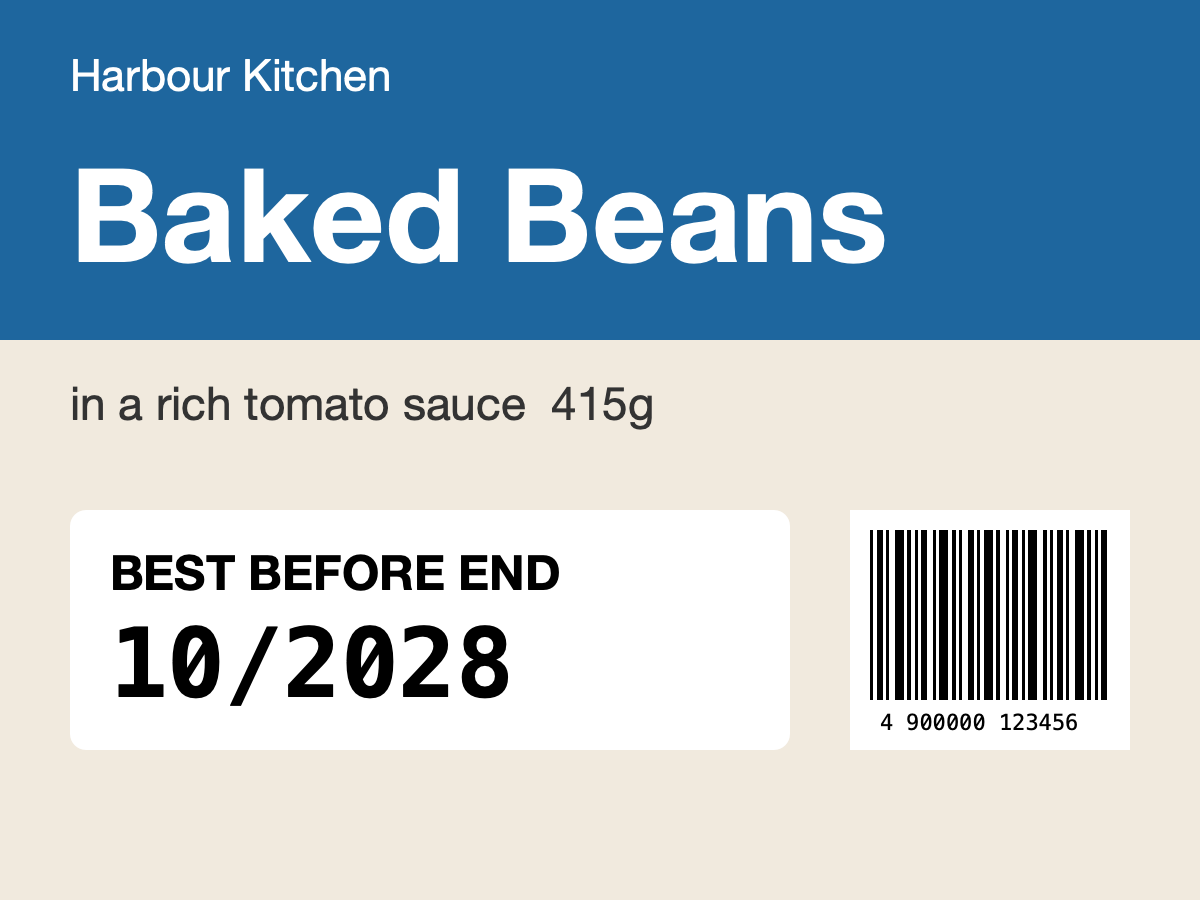 Harbour Kitchen
Baked Beans
in a rich tomato sauce 415g
BEST BEFORE END
10/2028
4 900000 123456